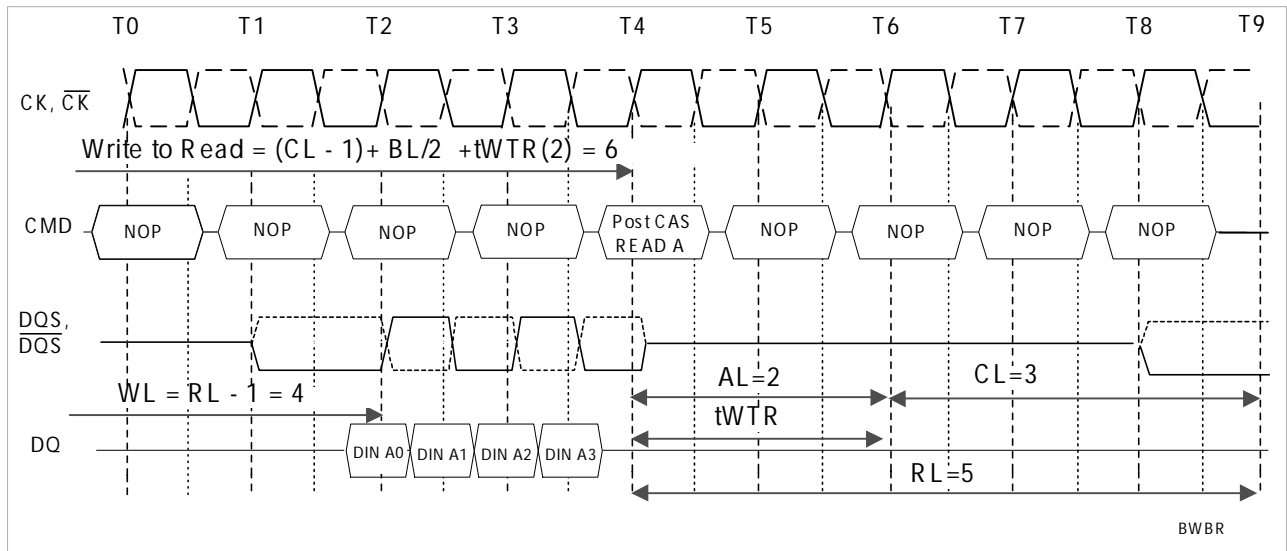 T0 T1 T2 T3 T4 T5 T6 T7 T8 T9
CK, CK
Write to Read = (CL - 1)+ BL/2 +tWTR(2) = 6
CMD NOP NOP NOP NOP Post CAS READ A NOP NOP NOP NOP
DQS,
DQS
AL=2 CL=3
WL = RL - 1 = 4
tWTR
DQ DIN A0 DIN A1 DIN A2 DIN A3
RL=5
BWBR